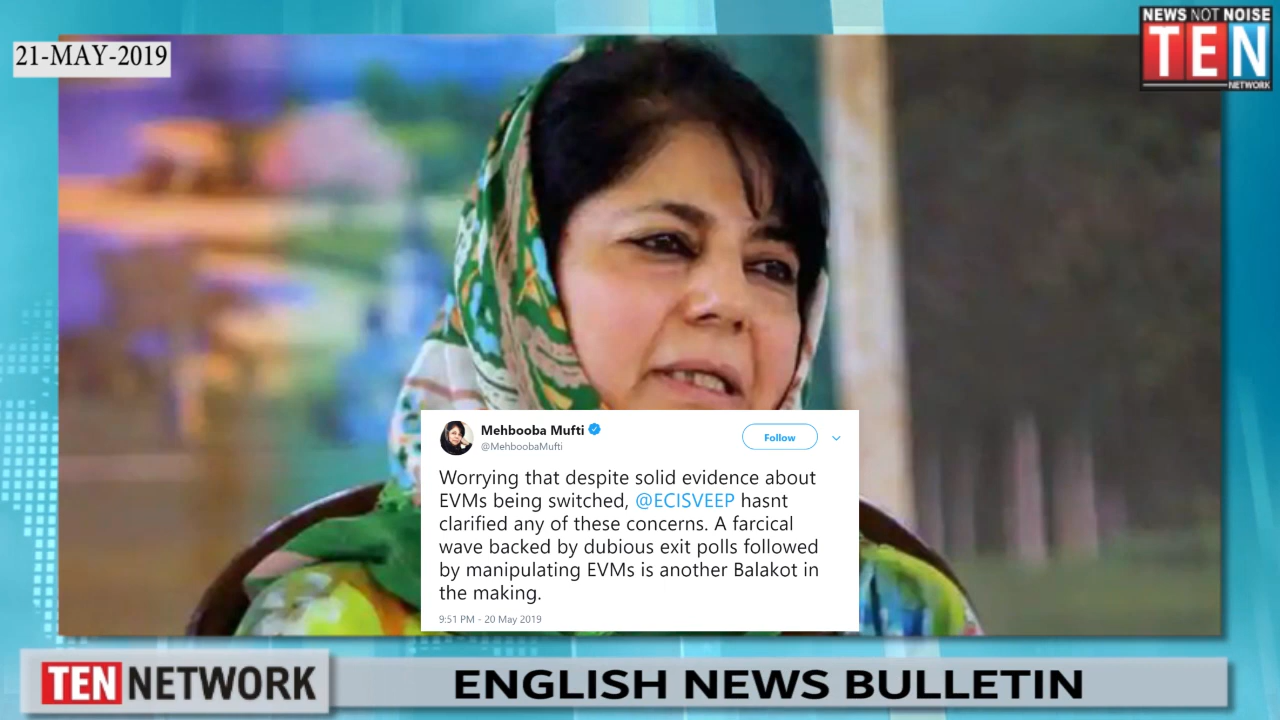 21-MAY-2019
NEWS NOT NOISE
TEN
NETWORK
Mehbooba Mufti
@MehboobaMufti
Follow
Worrying that despite solid evidence about
EVMs being switched, @ECISVEEP hasnt
clarified any of these concerns. A farcical
wave backed by dubious exit polls followed
by manipulating EVMs is another Balakot in
the making.
9:51 PM - 20 May 2019
TEN NETWORK
ENGLISH NEWS BULLETIN